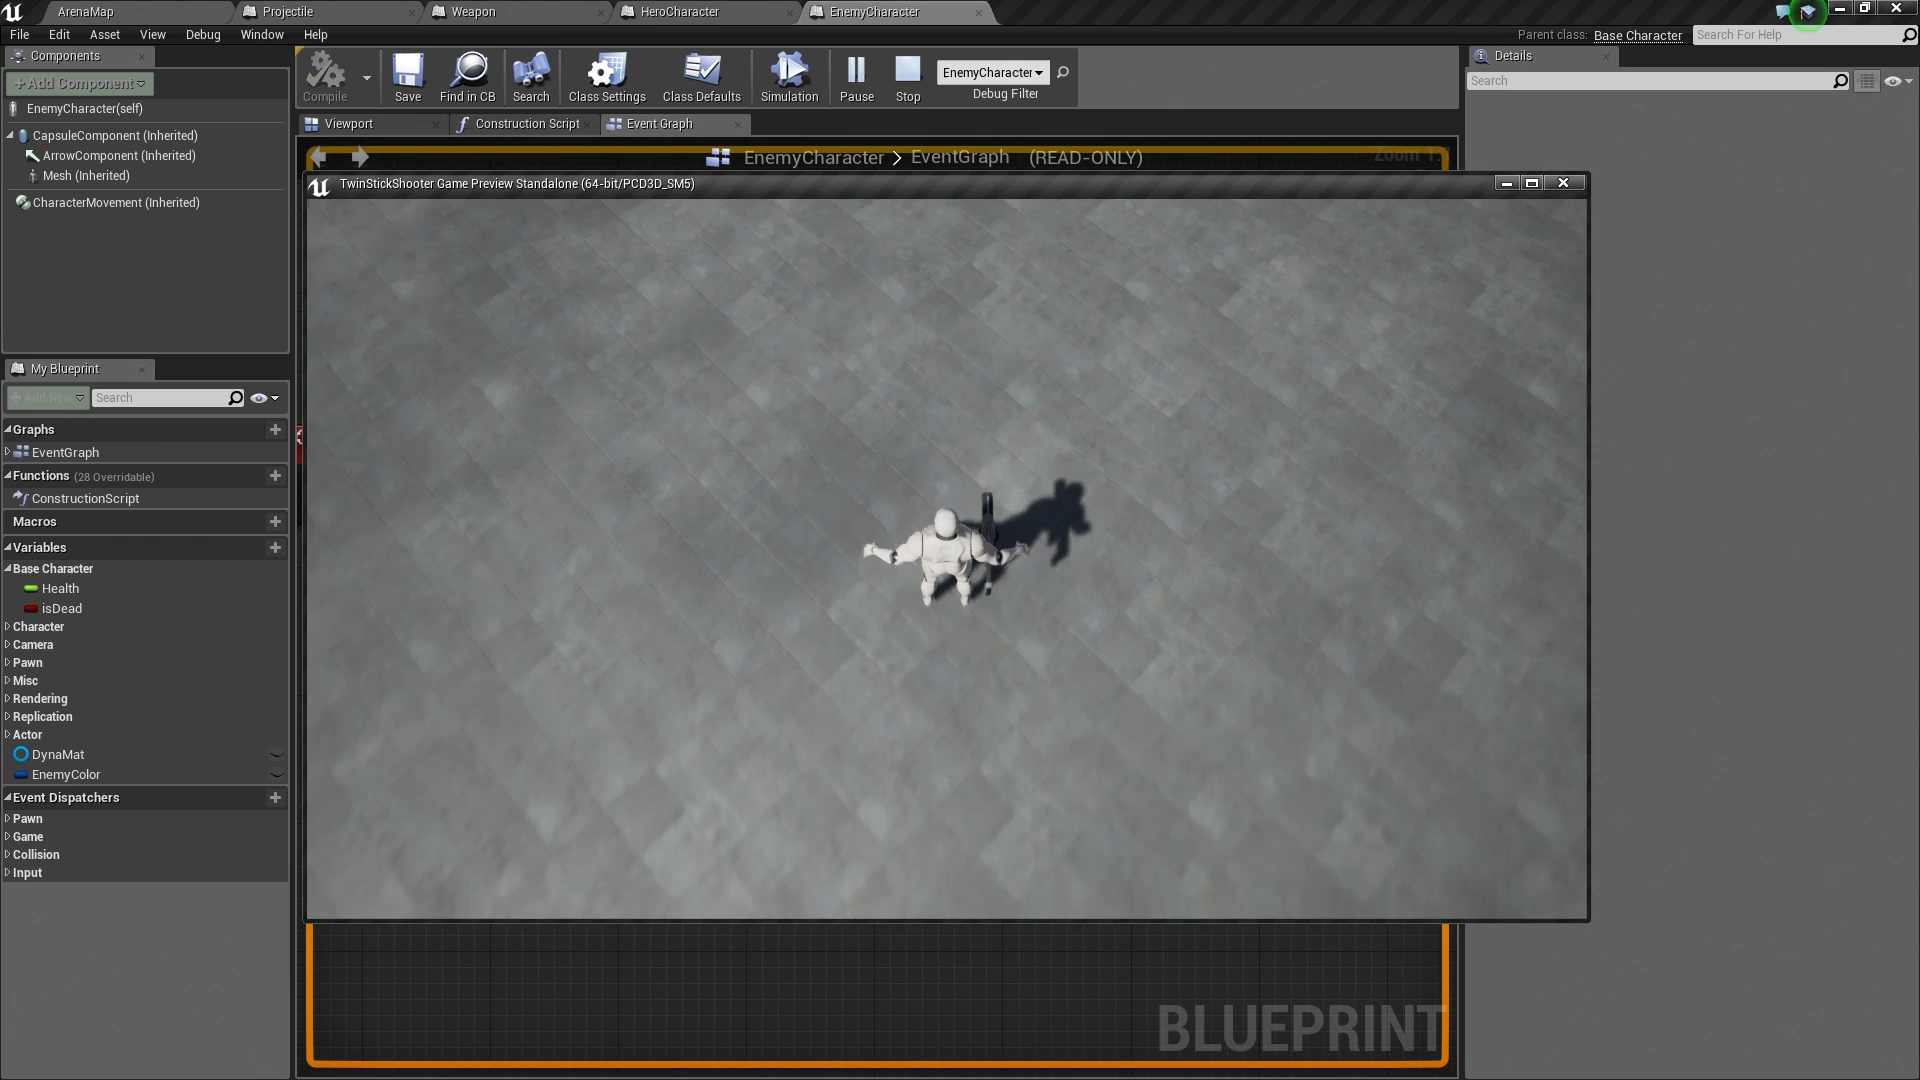 ArenaMap
Projectile
Weapon
HeroCharacter
EnemyCharacter
File Edit Asset View Debug Window Help
Parent class: Base Character
Search For Help
Components
+Add Component
EnemyCharacter(self)
CapsuleComponent (Inherited)
ArrowComponent (Inherited)
Mesh (Inherited)
CharacterMovement (Inherited)
Compile
Save
Find in CB
Search
Class Settings
Class Defaults
Simulation
Pause
Stop
EnemyCharacter
Debug Filter
Details
Search
Viewport
Construction Script
Event Graph
EnemyCharacter > EventGraph (READ-ONLY)
TwinStickShooter Game Preview Standalone (64-bit/PCD3D_SM5)
My Blueprint
+ Add New
Search
Graphs
EventGraph
Functions (28 Overridable)
ConstructionScript
Macros
Variables
Base Character
Health
isDead
Character
Camera
Pawn
Misc
Rendering
Replication
Actor
DynaMat
EnemyColor
Event Dispatchers
Pawn
Game
Collision
Input
BLUEPRINT